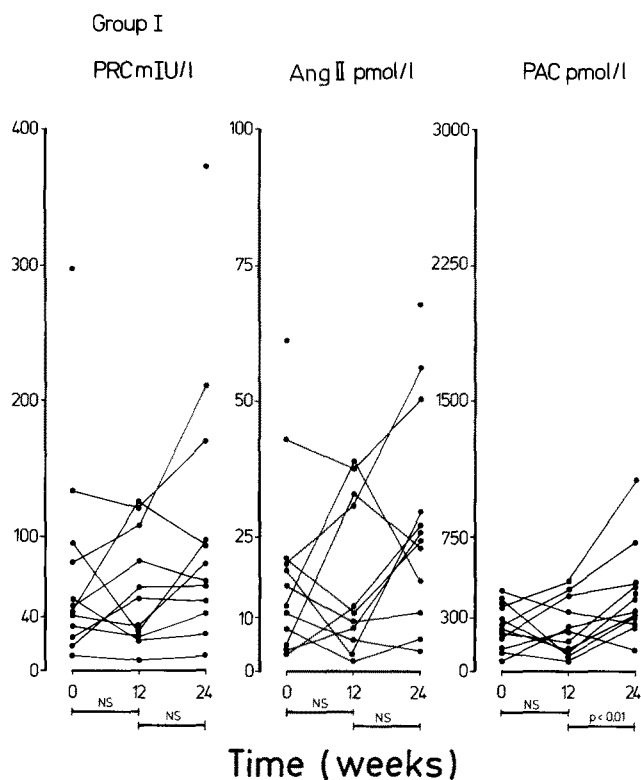 Group I
PRC mIU/l
Ang II pmol/l
PAC pmol/l
400
300
200
100
40
0
100
75
50
25
10
0
3000
2250
1500
750
300
0
0 12 24
0 12 24
0 12 24
NS
NS
NS
NS
NS
p< 0.01
Time (weeks)